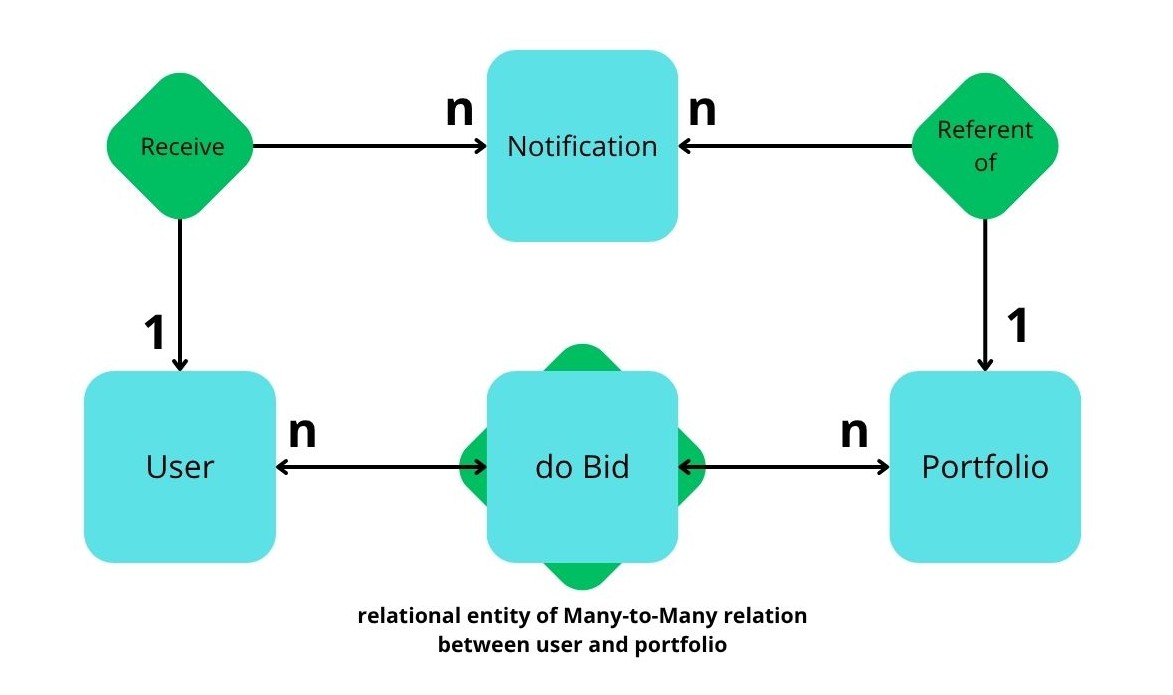 n
n
Receive
Notification
Referent
of
1
1
n
n
User
do Bid
Portfolio
relational entity of Many-to-Many relation
between user and portfolio